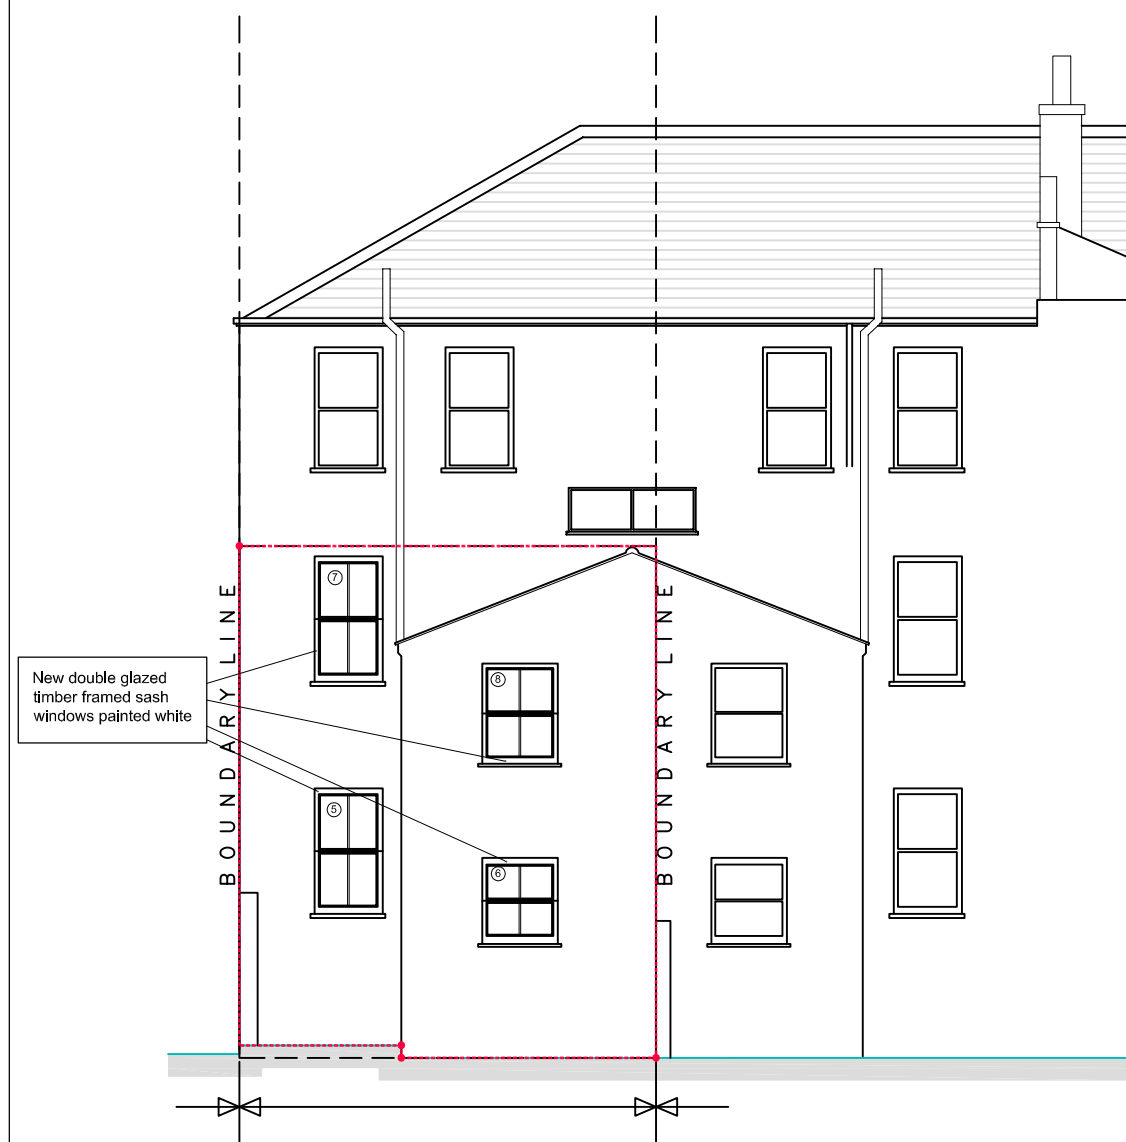 7
BOUNDARY LINE
BOUNDARY LINE
New double glazed
timber framed sash
windows painted white
8
5
6